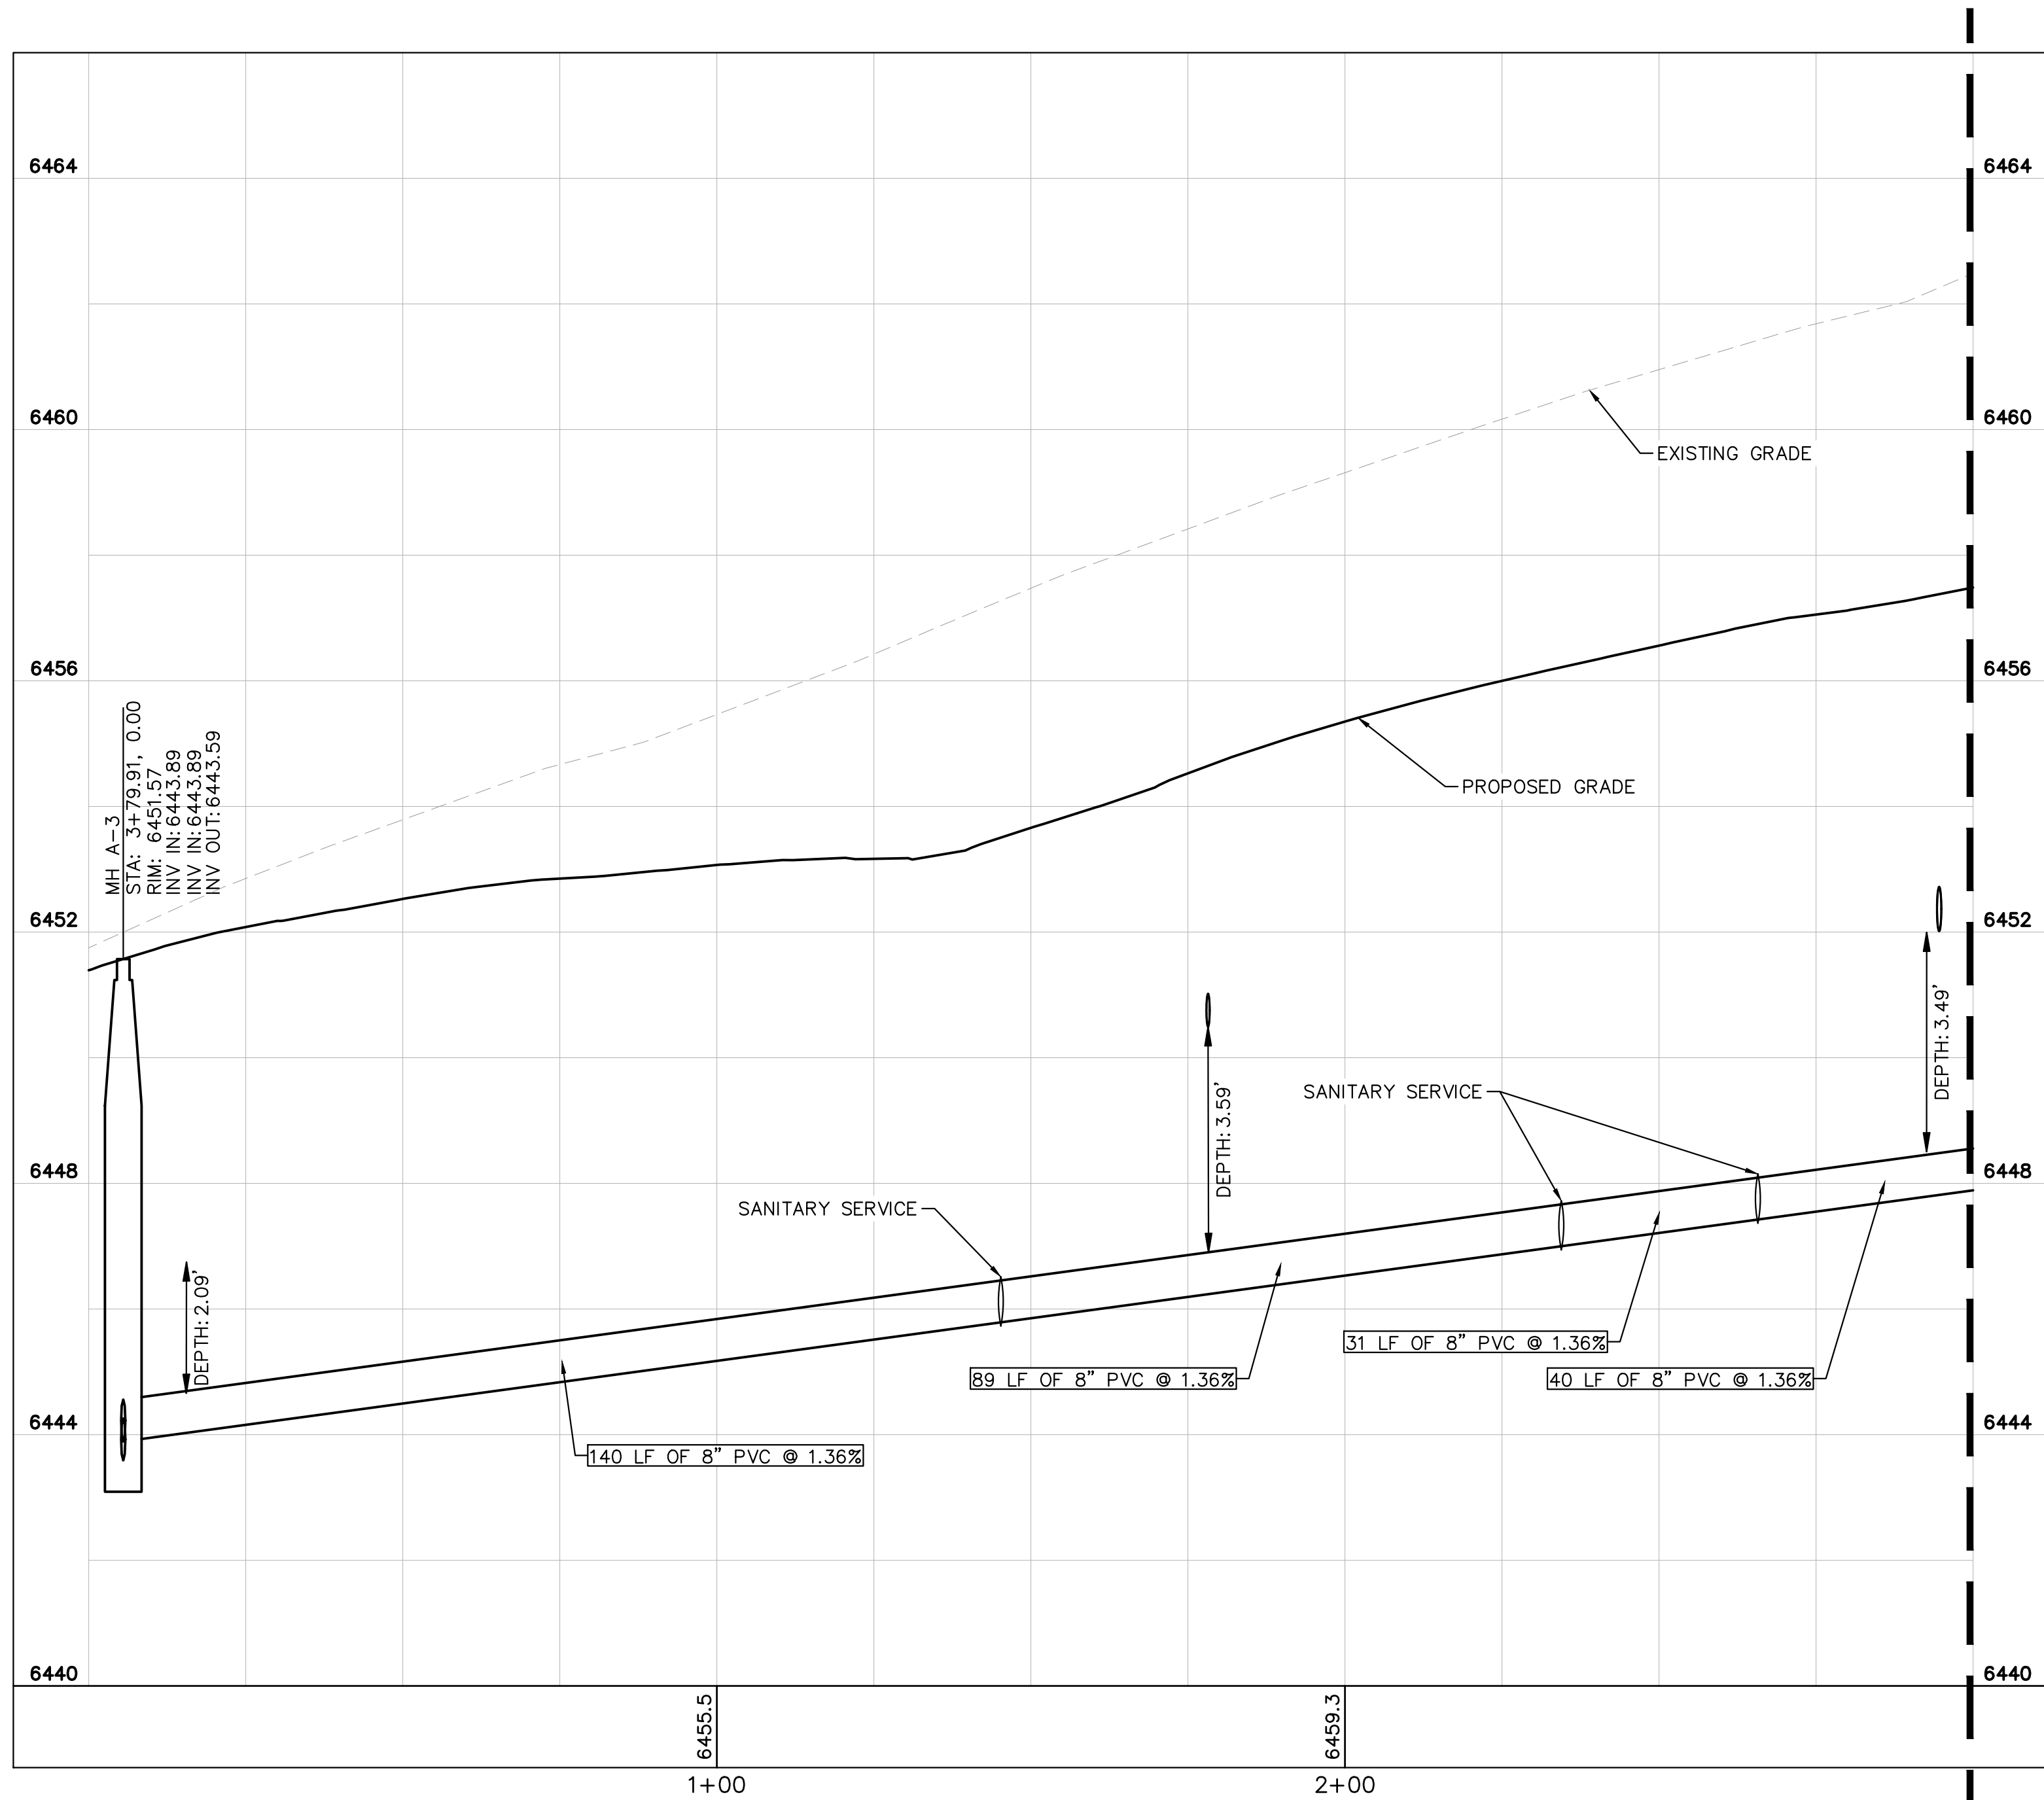 6464
6464
6460
6460
EXISTING GRADE
6456
6456
MH A-3
STA: 3+79.91, 0.00
RIM: 6451.57
INV IN:6443.89
INV IN:6443.89
INV OUT:6443.59
PROPOSED GRADE
6452
6452
DEPTH:3.49'
DEPTH:3.59'
SANITARY SERVICE
6448
6448
SANITARY SERVICE
DEPTH:2.09'
31 LF OF 8" PVC @ 1.36%
89 LF OF 8" PVC @ 1.36%
40 LF OF 8" PVC @ 1.36%
6444
6444
140 LF OF 8" PVC @ 1.36%
6440
6440
6455.5
6459.3
1+00
2+00